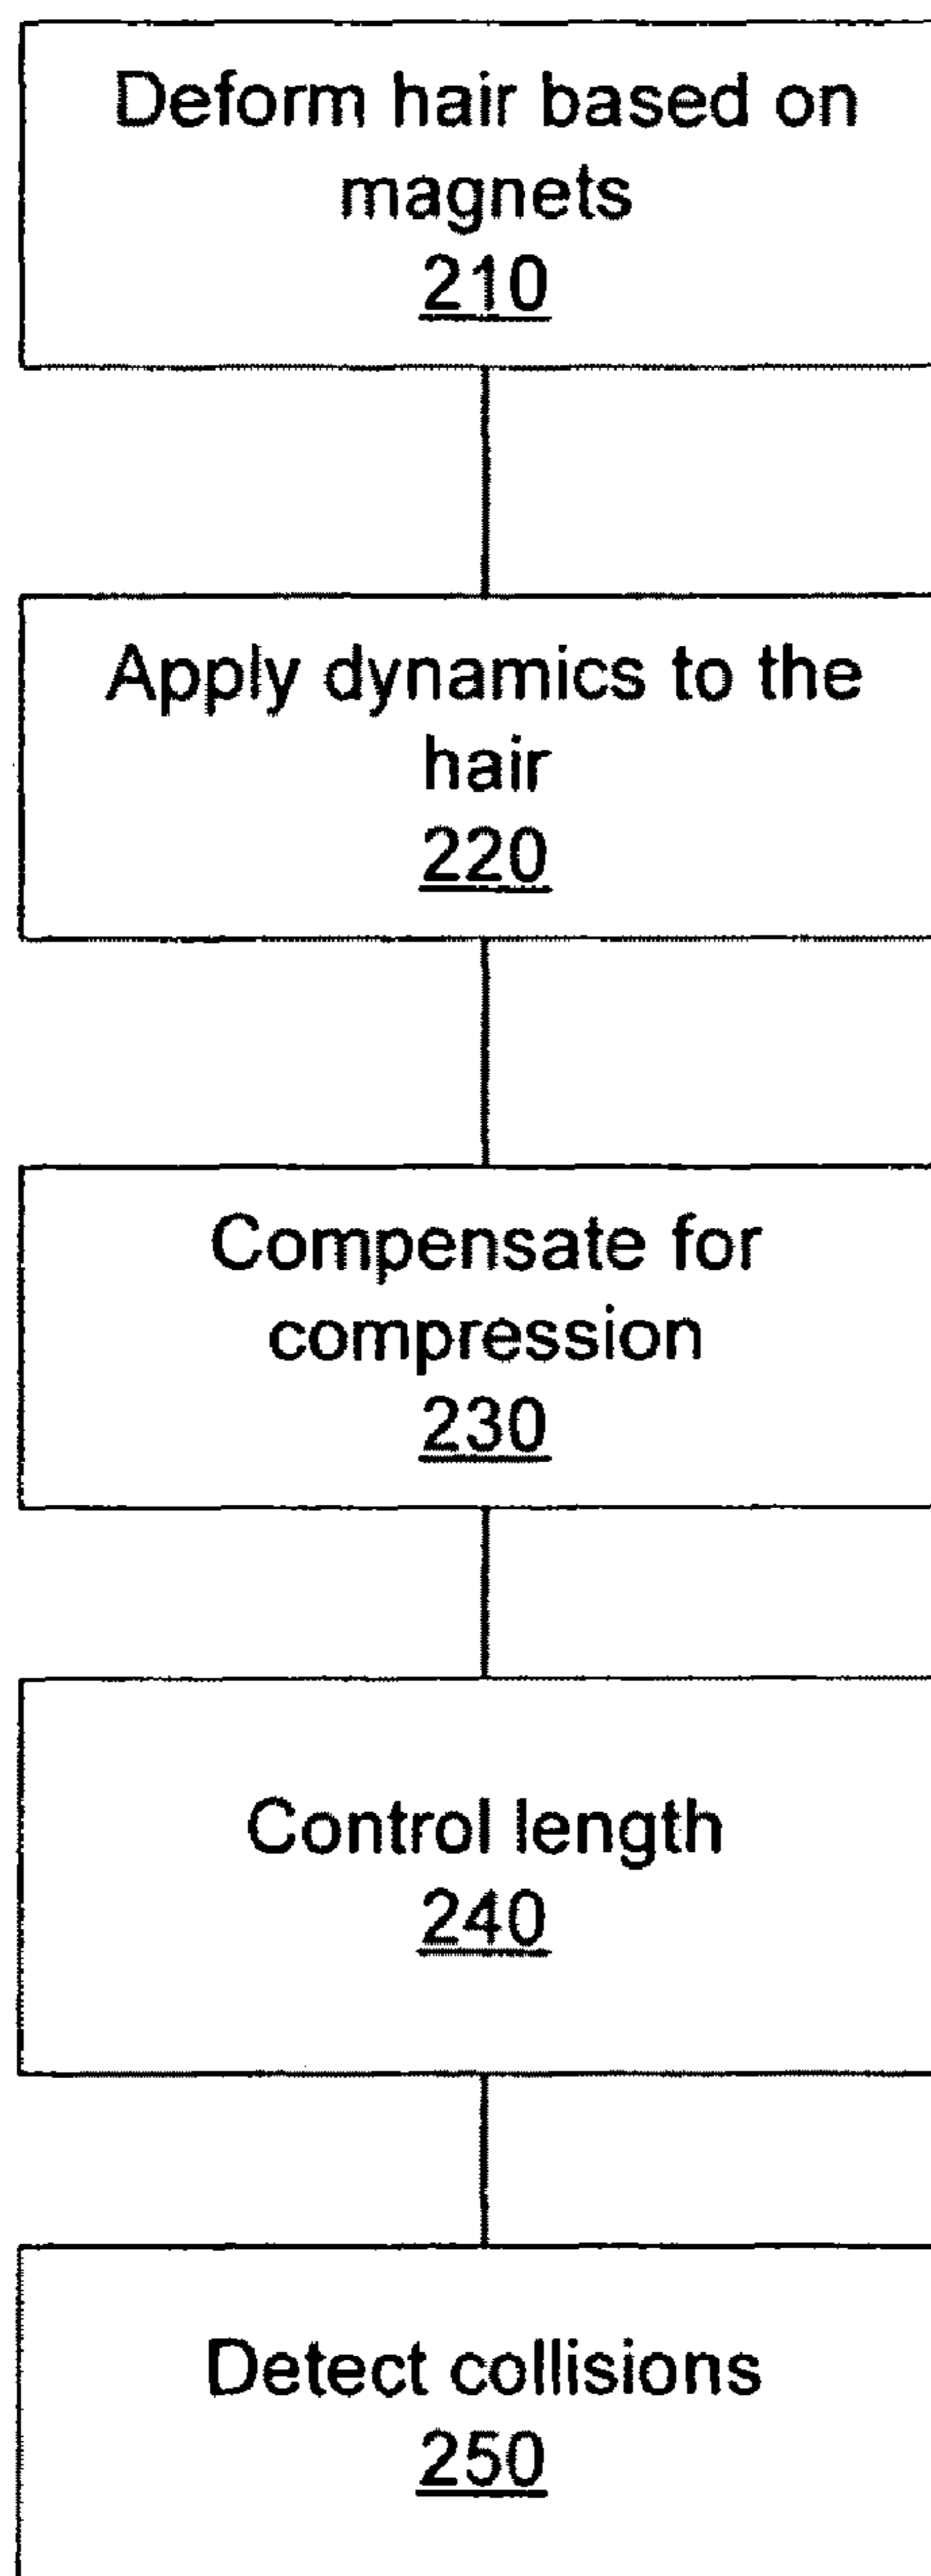 Deform hair based on
magnets
210
Apply dynamics to the
hair
220
Compensate for
compression
230
Control length
240
Detect collisions
250